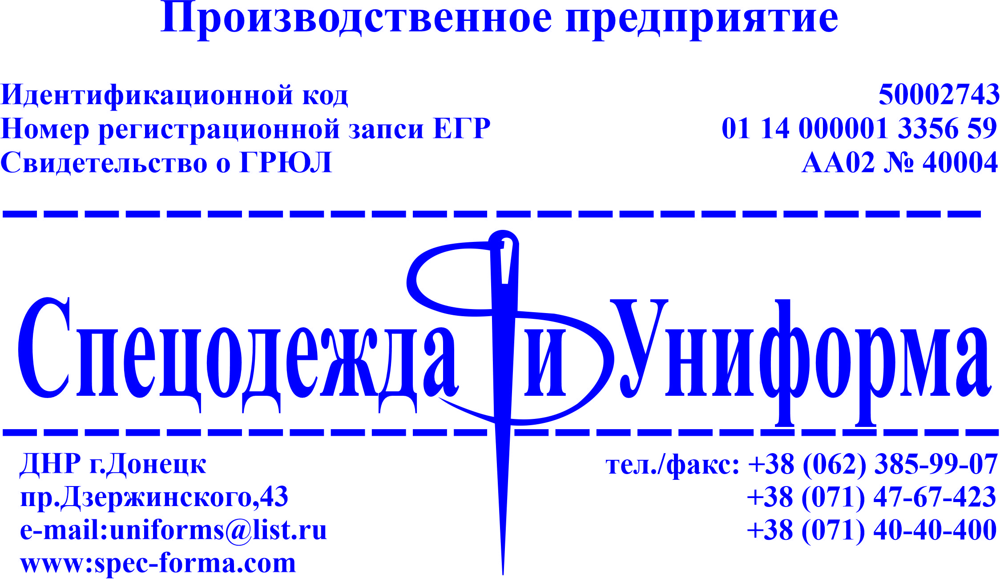 Производственное предприятие
Идентификационной код 50002743
Номер регистрационной запси ЕГР 01 14 000001 3356 59
Свидетельство о ГРЮЛ АА02 № 40004
Спецодежда и Униформа
ДНР г.Донецк тел./факс: +38 (062) 385-99-07
пр.Дзержинского,43 +38 (071) 47-67-423
e-mail:uniforms@list.ru +38 (071) 40-40-400
www:spec-forma.com